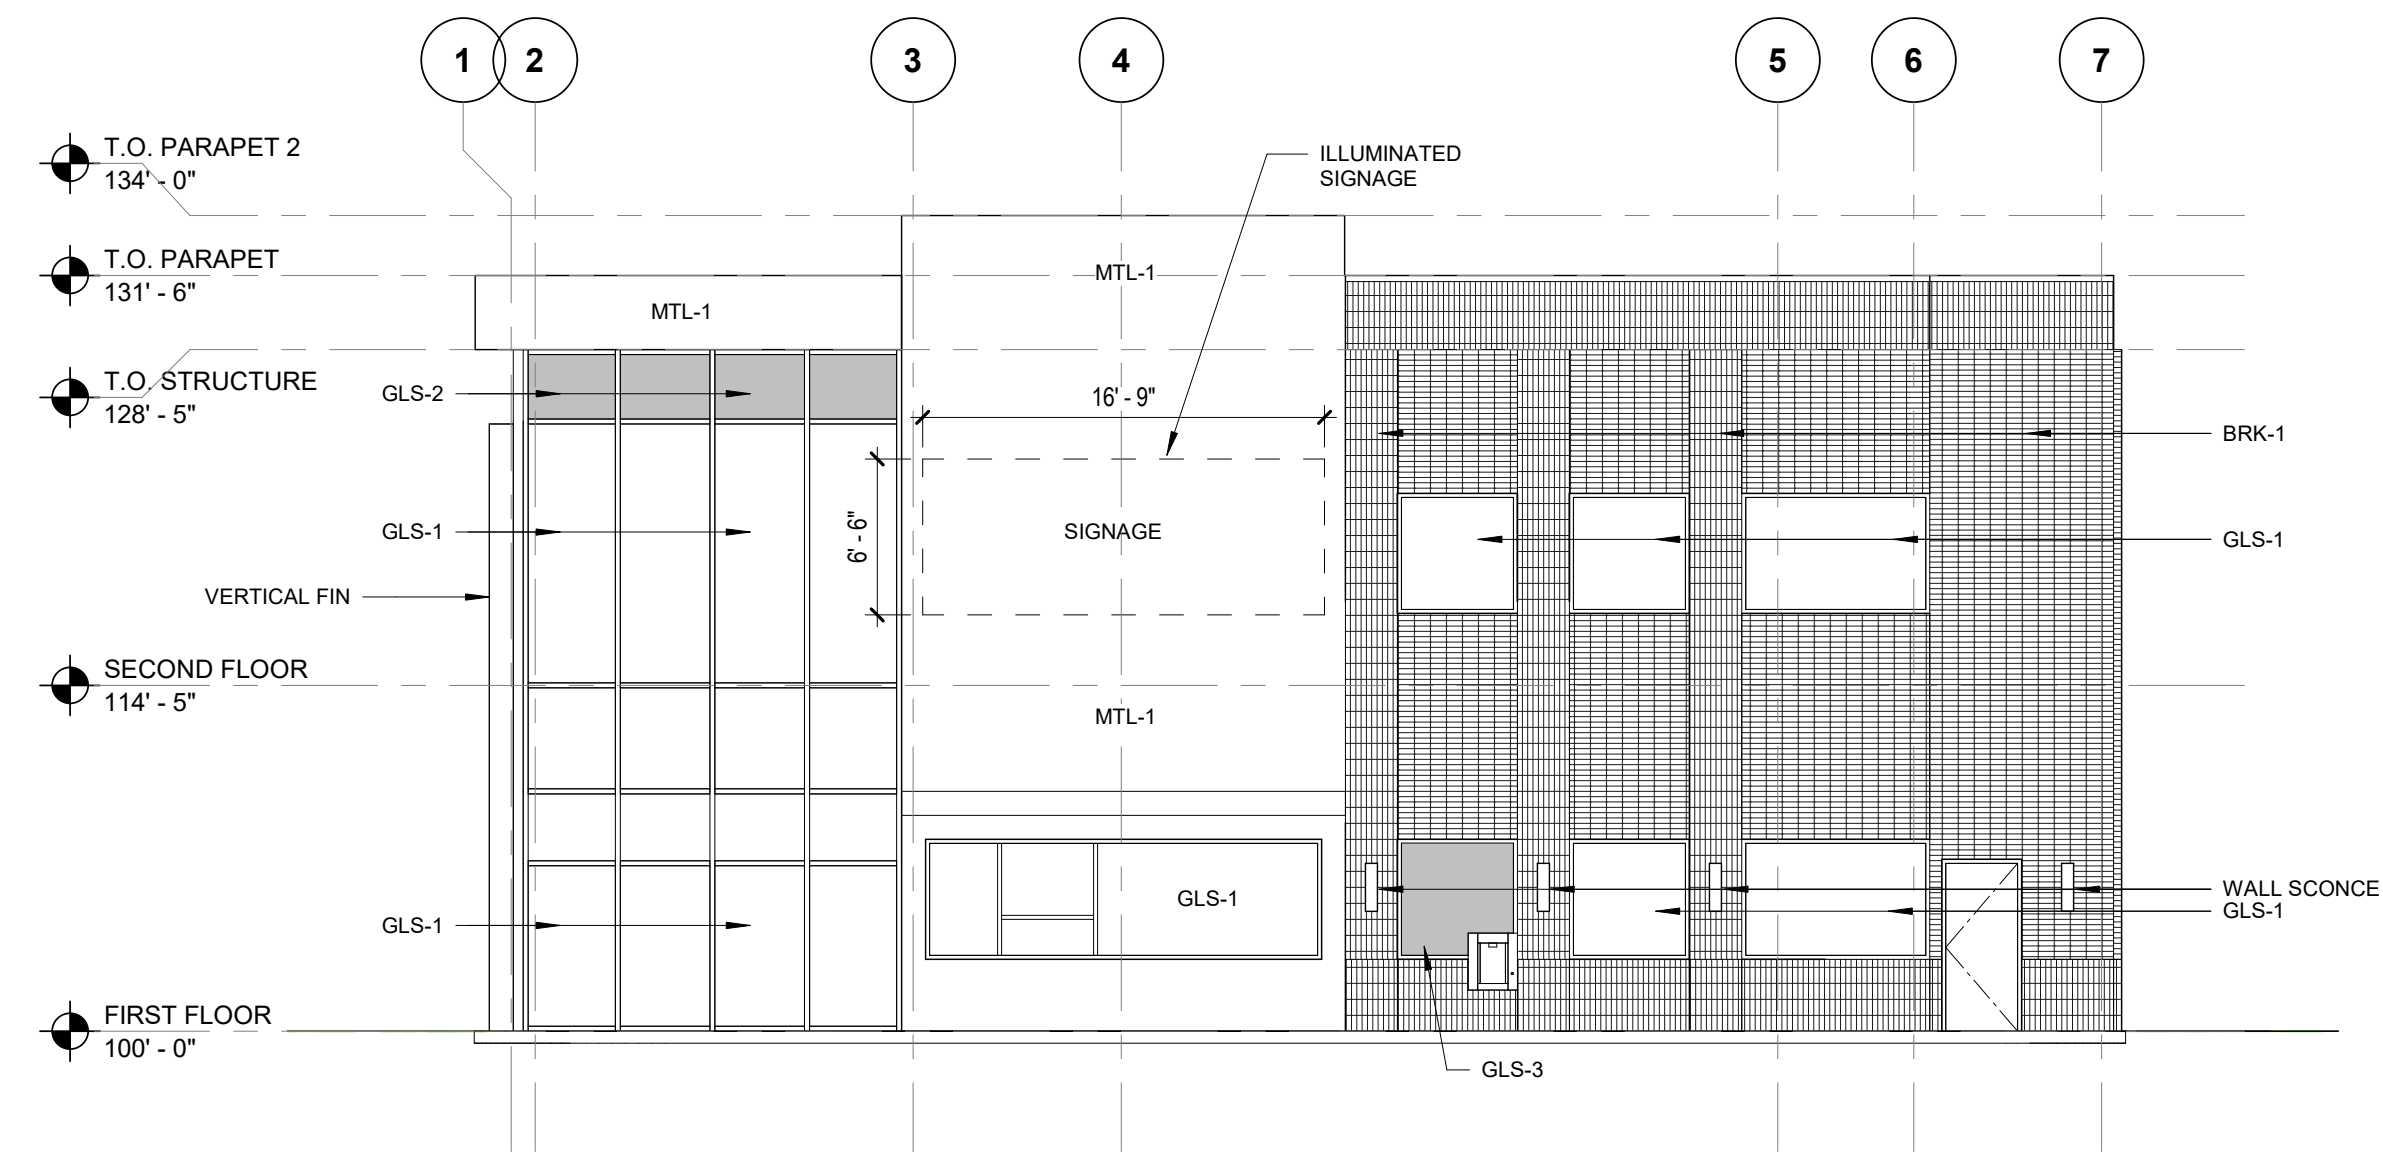 1
2
3
4
5
6
7
T.O. PARAPET 2
134' - 0"
ILLUMINATED
SIGNAGE
T.O. PARAPET
131' - 6"
MTL-1
MTL-1
T.O. STRUCTURE
128' - 5"
GLS-2
16' - 9"
BRK-1
GLS-1
6' - 6"
SIGNAGE
GLS-1
VERTICAL FIN
SECOND FLOOR
114' - 5"
MTL-1
GLS-1
WALL SCONCE
GLS-1
GLS-1
FIRST FLOOR
100' - 0"
GLS-3